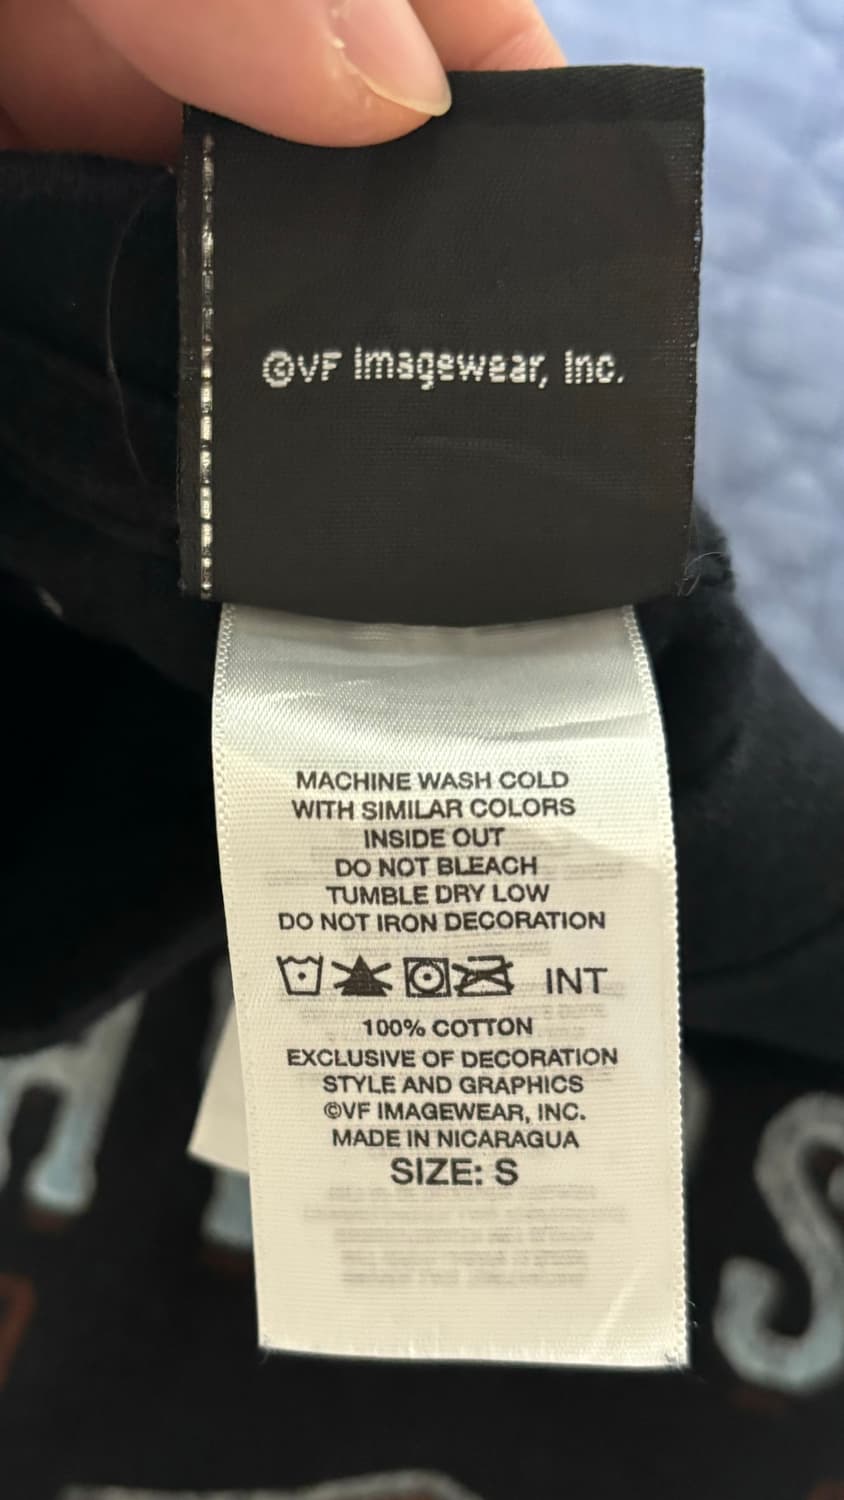 ©VF Imagewear, Inc.
MACHINE WASH COLD
WITH SIMILAR COLORS
INSIDE OUT
DO NOT BLEACH
TUMBLE DRY LOW
DO NOT IRON DECORATION
INT
100% COTTON
EXCLUSIVE OF DECORATION
STYLE AND GRAPHICS
©VF IMAGEWEAR, INC.
MADE IN NICARAGUA
SIZE: S